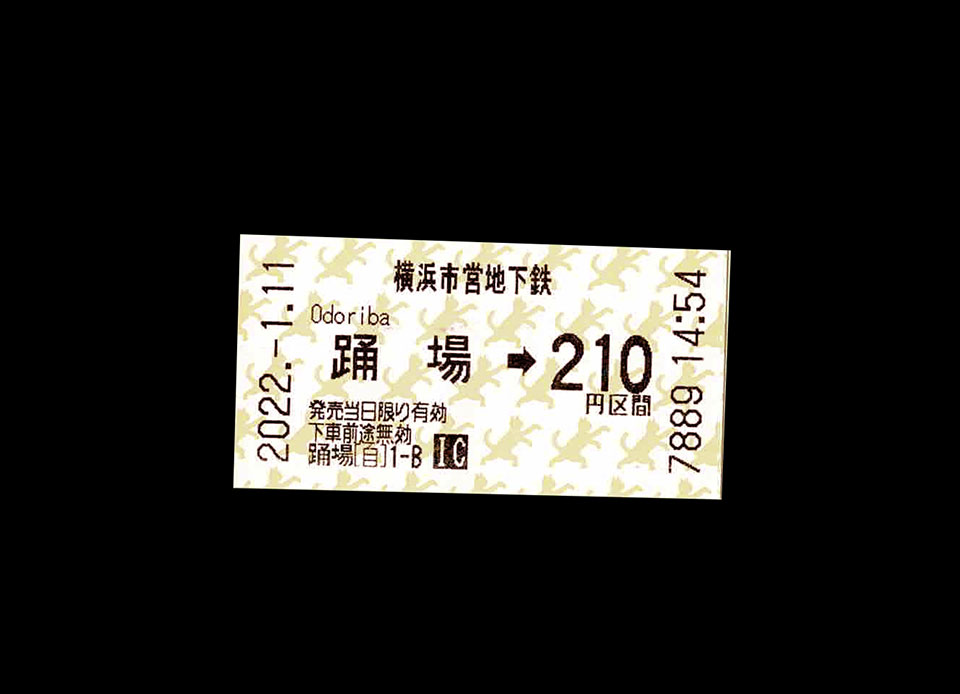 横浜市営地下鉄
Odoriba
踊場➡210
円区間
発売当日限り有効
下車前途無効
踊場[自]1-B IC
2022.-1.11
7889 14:54